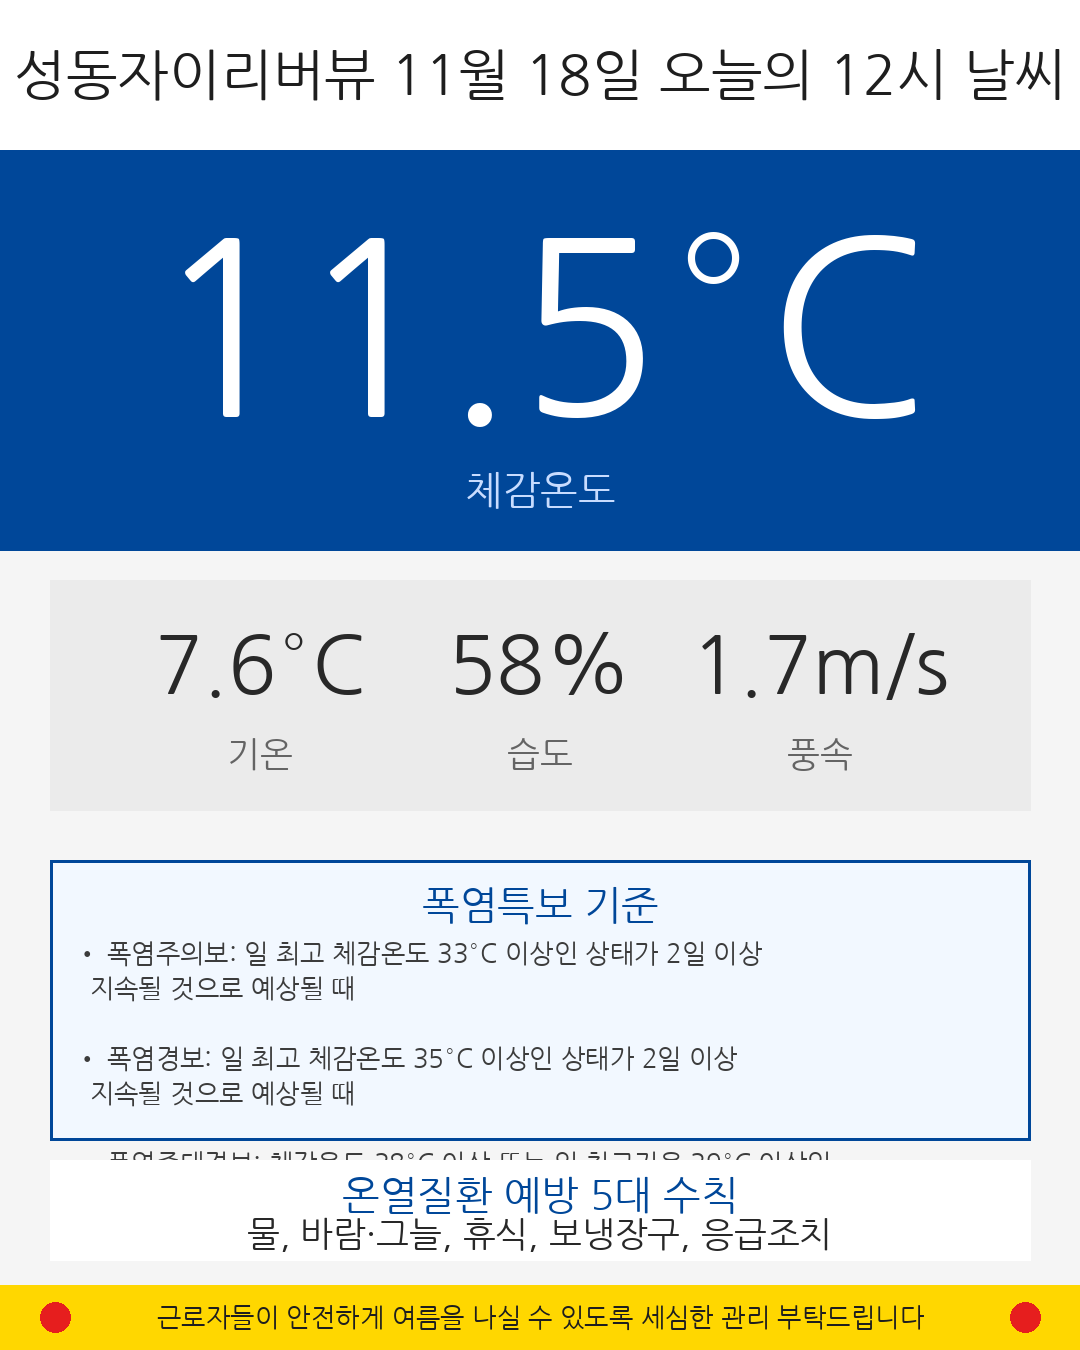 성동자이리버뷰 11월 18일 오늘의 12시 날씨
11.5°C
체감온도
7.6°C 58% 1.7m/s
기온 습도 풍속
폭염특보 기준
• 폭염주의보: 일 최고 체감온도 33°C 이상인 상태가 2일 이상
지속될 것으로 예상될 때
• 폭염경보: 일 최고 체감온도 35°C 이상인 상태가 2일 이상
지속될 것으로 예상될 때
온열질환 예방 5대 수칙
물, 바람·그늘, 휴식, 보냉장구, 응급조치
근로자들이 안전하게 여름을 나실 수 있도록 세심한 관리 부탁드립니다